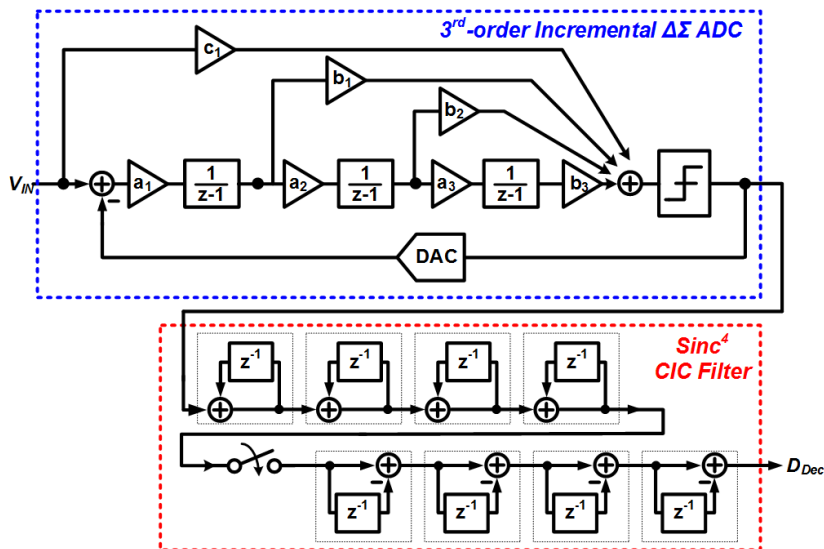 3rd-order Incremental ΔΣ ADC
c1
b1
b2
VIN
a1
1
z-1
a2
1
z-1
a3
1
z-1
b3
DAC
Sinc4
CIC Filter
z-1
z-1
z-1
z-1
DDec
z-1
z-1
z-1
z-1